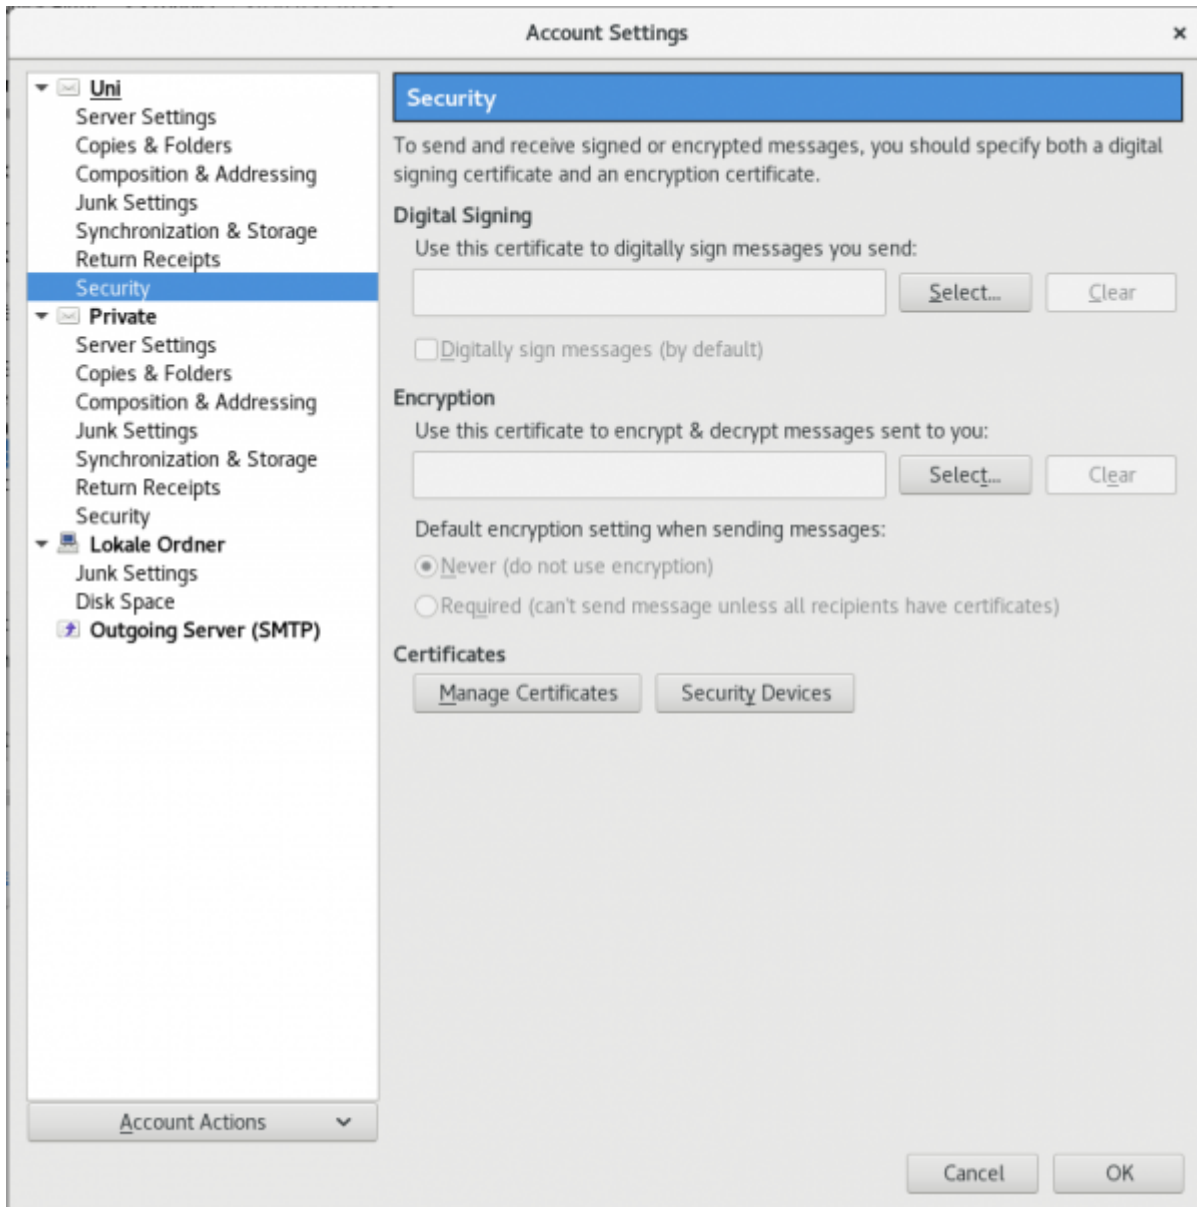 Account Settings
Uni
Server Settings
Copies & Folders
Composition & Addressing
Junk Settings
Synchronization & Storage
Return Receipts
Security
Private
Server Settings
Copies & Folders
Composition & Addressing
Junk Settings
Synchronization & Storage
Return Receipts
Security
Lokale Ordner
Junk Settings
Disk Space
Outgoing Server (SMTP)
Account Actions
Security
To send and receive signed or encrypted messages, you should specify both a digital
signing certificate and an encryption certificate.
Digital Signing
Use this certificate to digitally sign messages you send:
Select... Clear
Digitally sign messages (by default)
Encryption
Use this certificate to encrypt & decrypt messages sent to you:
Select... Clear
Default encryption setting when sending messages:
Never (do not use encryption)
Required (can't send message unless all recipients have certificates)
Certificates
Manage Certificates Security Devices
Cancel OK